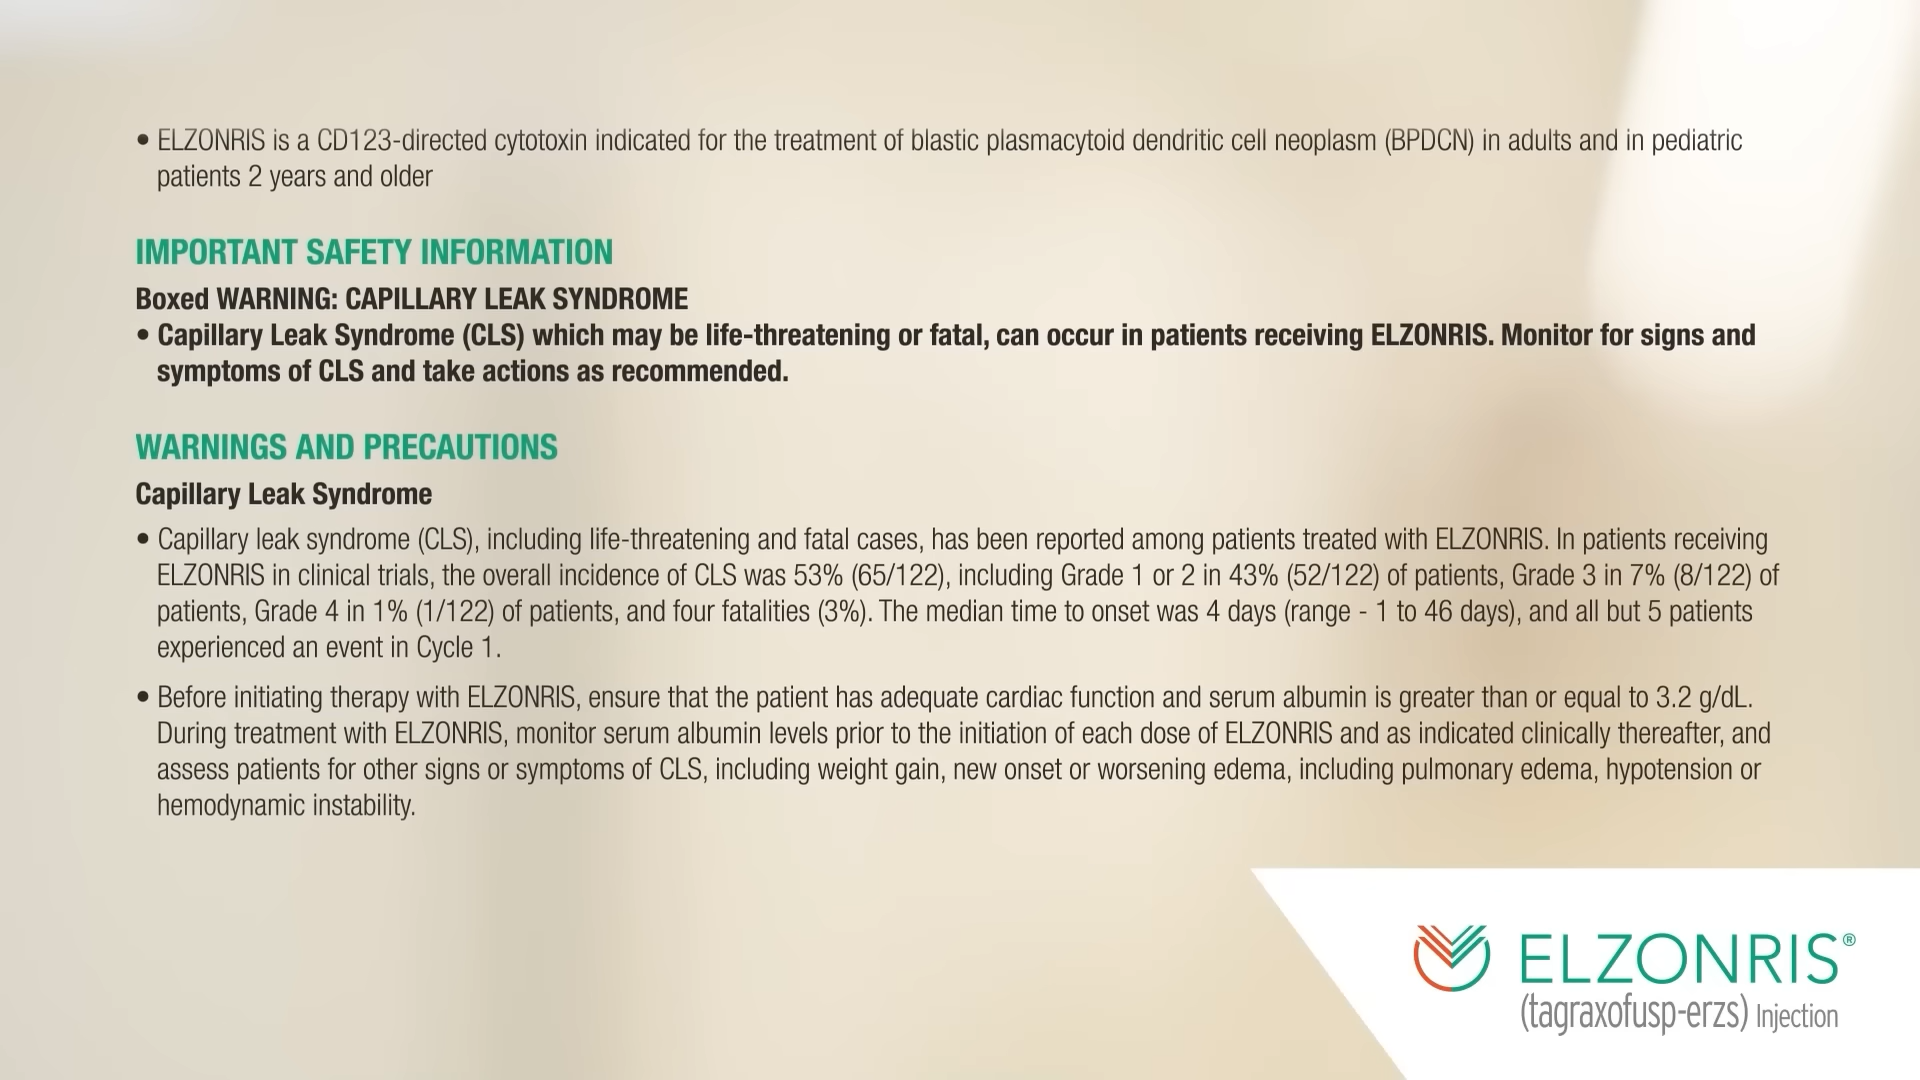 • ELZONRIS is a CD123-directed cytotoxin indicated for the treatment of blastic plasmacytoid dendritic cell neoplasm (BPDCN) in adults and in pediatric
patients 2 years and older
IMPORTANT SAFETY INFORMATION
Boxed WARNING: CAPILLARY LEAK SYNDROME
• Capillary Leak Syndrome (CLS) which may be life-threatening or fatal, can occur in patients receiving ELZONRIS. Monitor for signs and
symptoms of CLS and take actions as recommended.
WARNINGS AND PRECAUTIONS
Capillary Leak Syndrome
• Capillary leak syndrome (CLS), including life-threatening and fatal cases, has been reported among patients treated with ELZONRIS. In patients receiving
ELZONRIS in clinical trials, the overall incidence of CLS was 53% (65/122), including Grade 1 or 2 in 43% (52/122) of patients, Grade 3 in 7% (8/122) of
patients, Grade 4 in 1% (1/122) of patients, and four fatalities (3%). The median time to onset was 4 days (range - 1 to 46 days), and all but 5 patients
experienced an event in Cycle 1.
• Before initiating therapy with ELZONRIS, ensure that the patient has adequate cardiac function and serum albumin is greater than or equal to 3.2 g/dL.
During treatment with ELZONRIS, monitor serum albumin levels prior to the initiation of each dose of ELZONRIS and as indicated clinically thereafter, and
assess patients for other signs or symptoms of CLS, including weight gain, new onset or worsening edema, including pulmonary edema, hypotension or
hemodynamic instability.
ELZONRIS®
(tagraxofusp-erzs) Injection